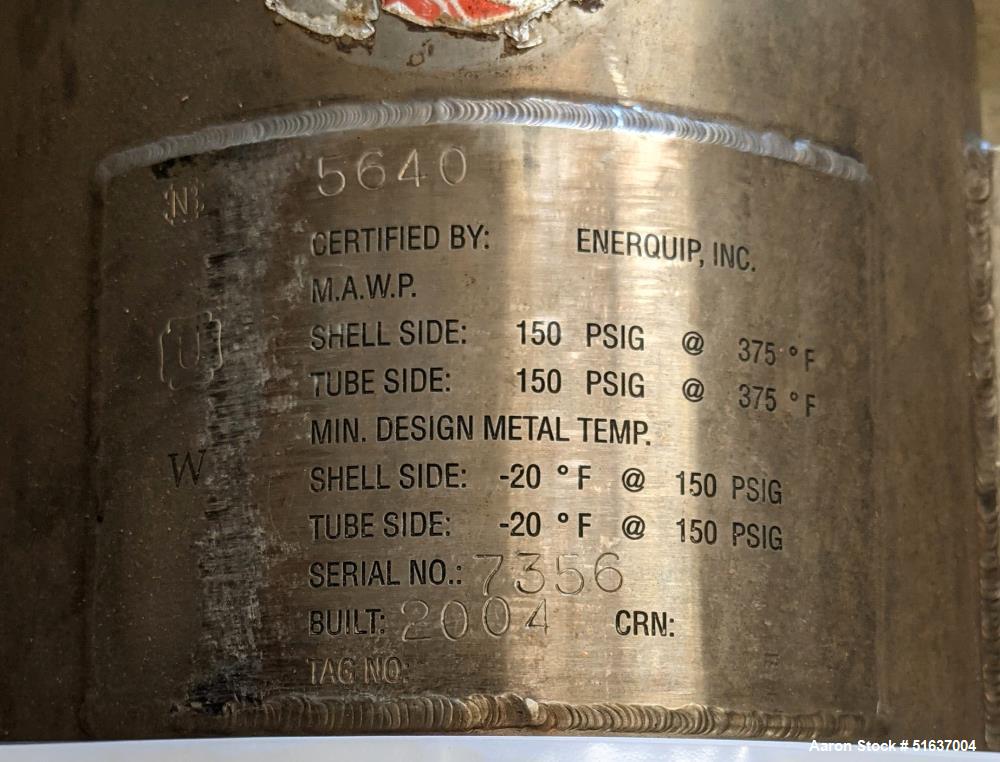 5640
N
CERTIFIED BY: ENERQUIP, INC.
M.A.W.P.
U
SHELL SIDE: 150 PSIG @ 375 °F
TUBE SIDE: 150 PSIG @ 375 °F
MIN. DESIGN METAL TEMP.
W
SHELL SIDE: -20 °F @ 150 PSIG
TUBE SIDE: -20 °F @ 150 PSIG
SERIAL NO.: 7356
BUILT: 2004 CRN:
TAG NO:
Aaron Stock # 51637004